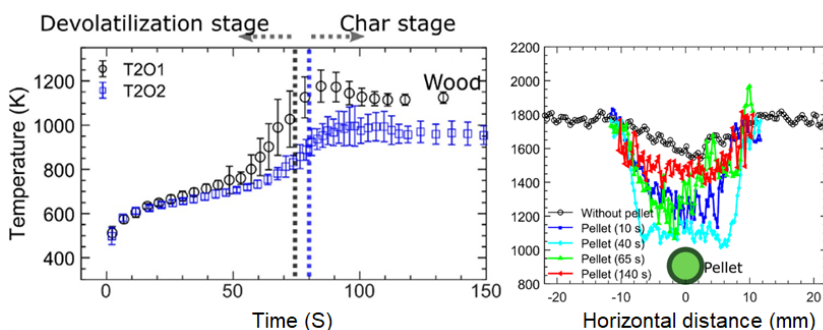 Devolatilization stage Char stage
T2O1
T2O2
Wood
1200
1000
800
600
400
Temperature (K)
0 50 100 150
Time (S)
2200
2000
1800
1600
1400
1200
1000
800
Without pellet
Pellet (10 s)
Pellet (40 s)
Pellet (65 s)
Pellet (140 s)
Pellet
-20 -10 0 10 20
Horizontal distance (mm)